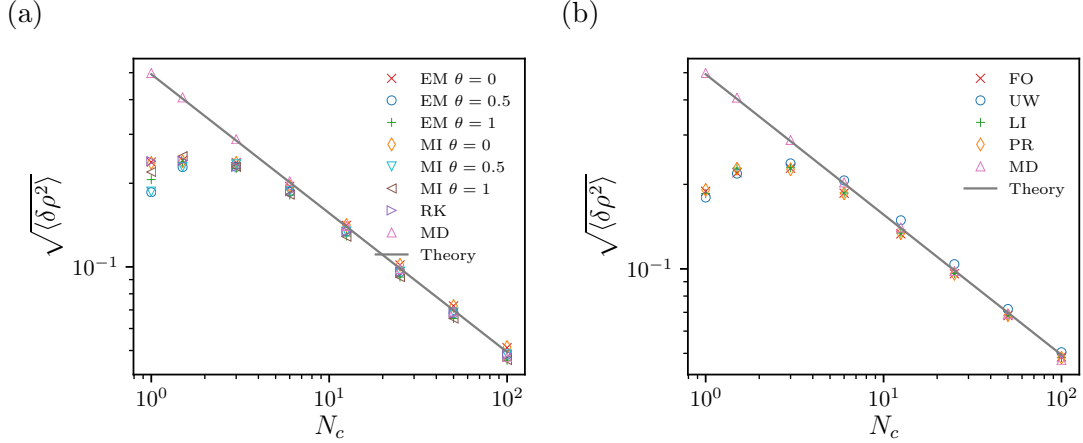 (a)
(b)
EM θ = 0
EM θ = 0.5
EM θ = 1
MI θ = 0
MI θ = 0.5
MI θ = 1
RK
MD
Theory
√⟨δρ²⟩
10⁻¹
10⁰
10¹
10²
N_c
FO
UW
LI
PR
MD
Theory
√⟨δρ²⟩
10⁻¹
10⁰
10¹
10²
N_c